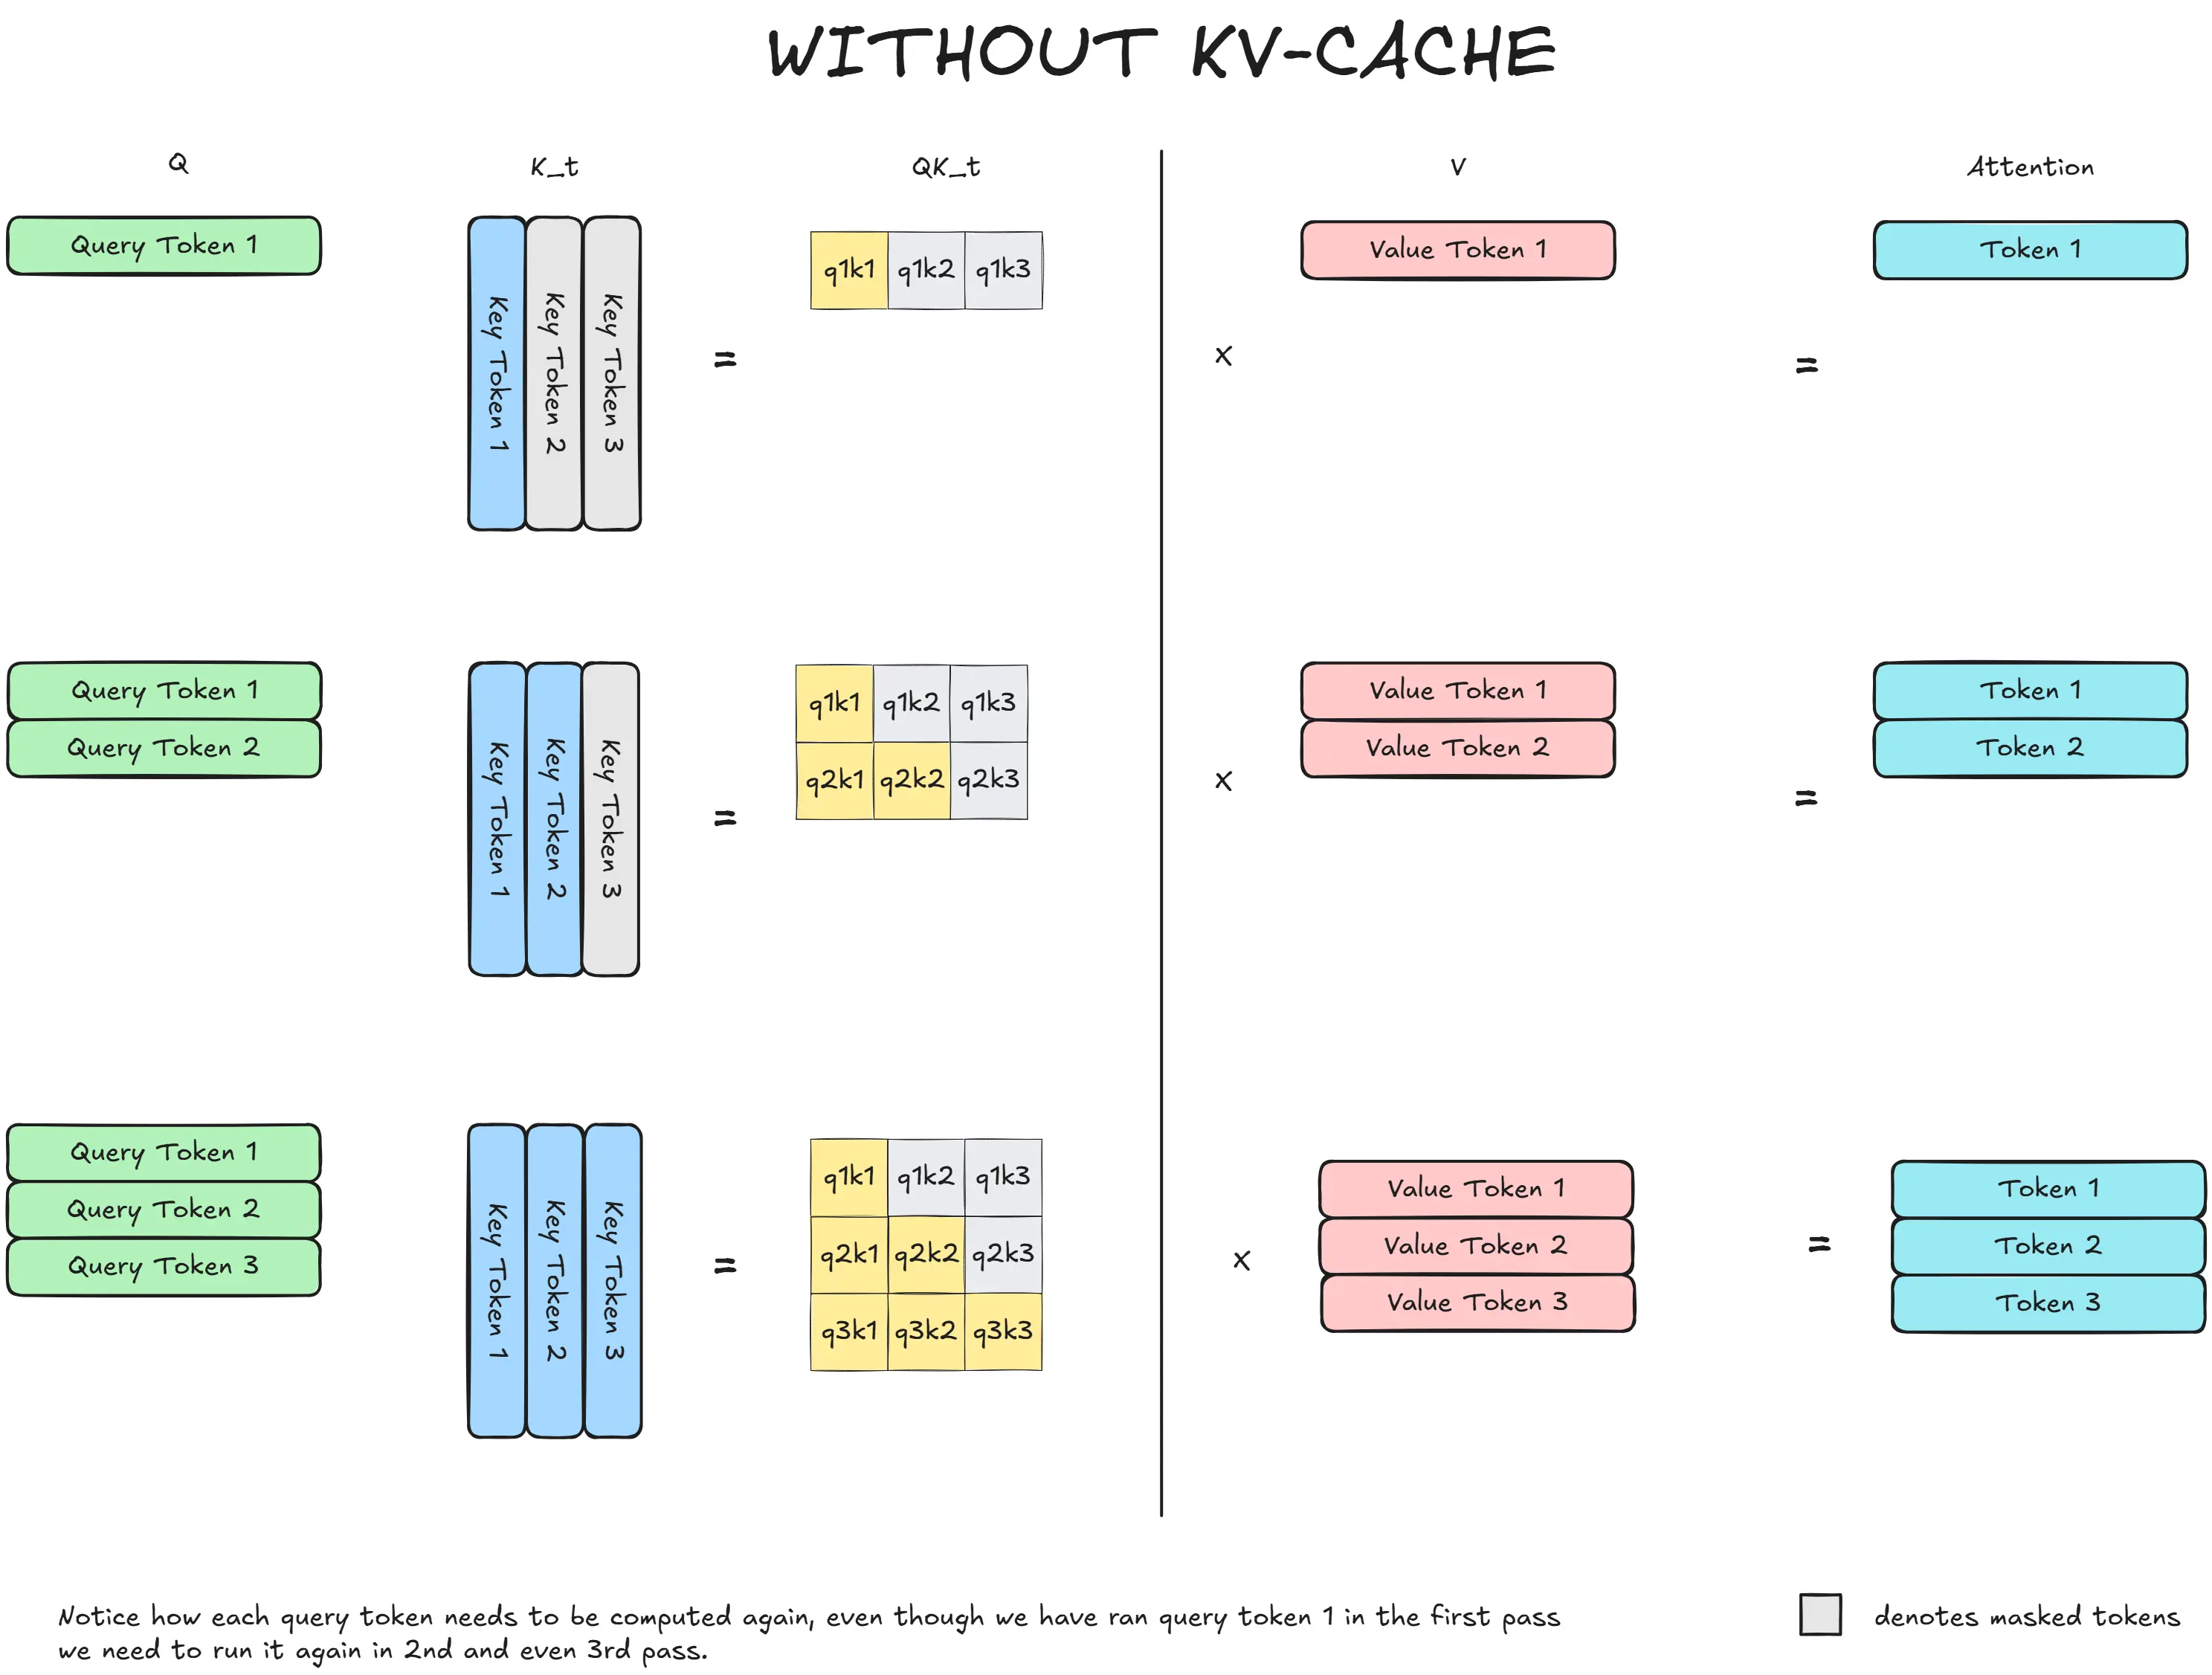 WITHOUT KV-CACHE
Q
K_t
QK_t
V
Attention
Query Token 1
Key Token 1
Key Token 2
Key Token 3
=
q1k1 q1k2 q1k3
x
Value Token 1
=
Token 1
Query Token 1
Query Token 2
Key Token 1
Key Token 2
Key Token 3
=
q1k1 q1k2 q1k3
q2k1 q2k2 q2k3
x
Value Token 1
Value Token 2
=
Token 1
Token 2
Query Token 1
Query Token 2
Query Token 3
Key Token 1
Key Token 2
Key Token 3
=
q1k1 q1k2 q1k3
q2k1 q2k2 q2k3
q3k1 q3k2 q3k3
x
Value Token 1
Value Token 2
Value Token 3
=
Token 1
Token 2
Token 3
Notice how each query token needs to be computed again, even though we have ran query token 1 in the first pass
we need to run it again in 2nd and even 3rd pass.
denotes masked tokens